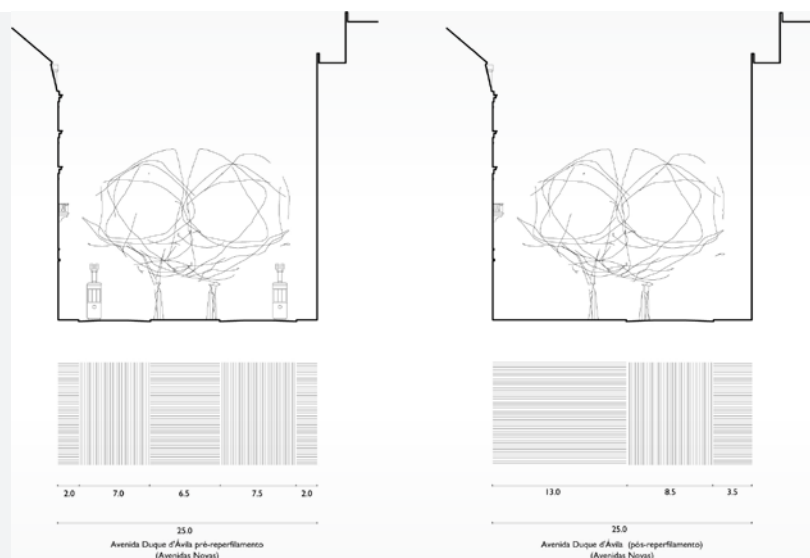 2.0 7.0 6.5 7.5 2.0
25.0
Avenida Duque d'Ávila pré-reperfilamento
(Avenidas Novas)
13.0 8.5 3.5
25.0
Avenida Duque d'Ávila (pós-reperfilamento)
(Avenidas Novas)